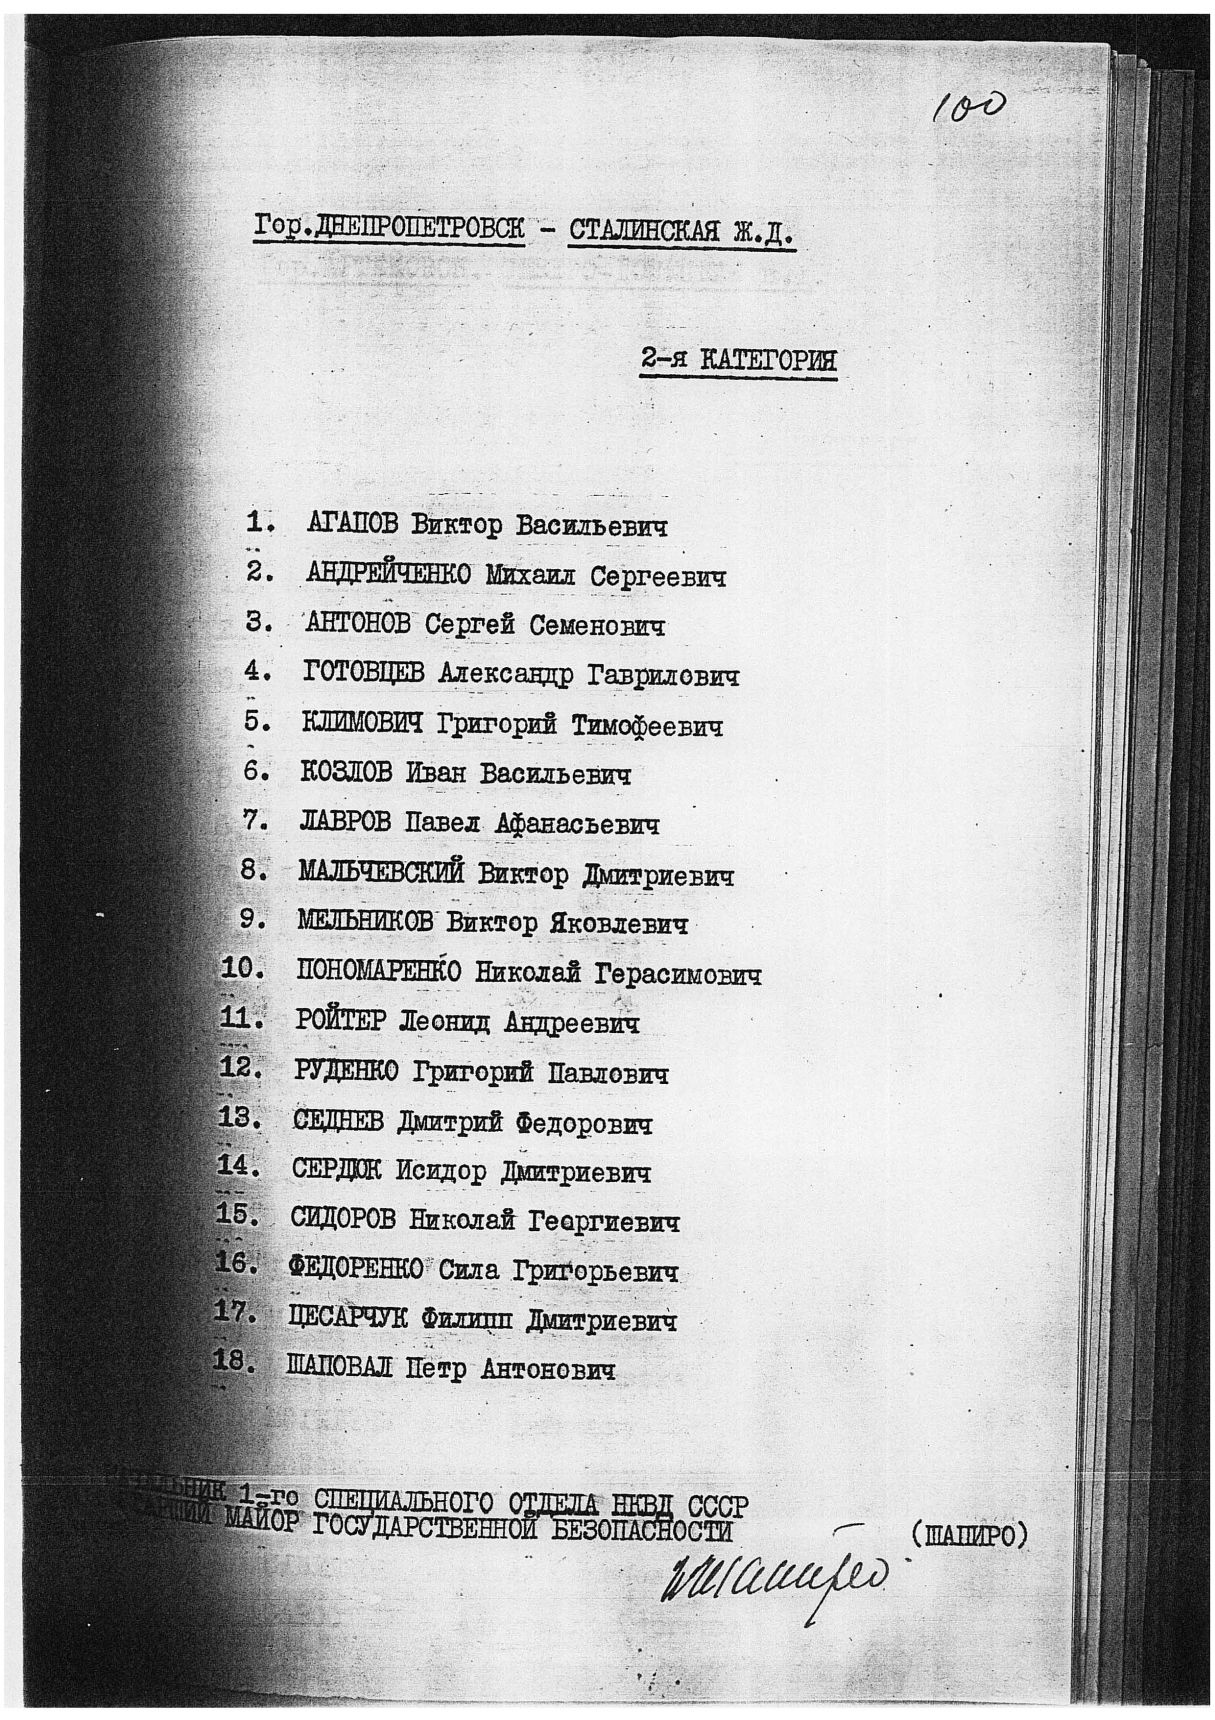 100
Гор.ДНЕПРОПЕТРОВСК - СТАЛИНСКАЯ Ж.Д.
2-я КАТЕГОРИЯ
1. АГАПОВ Виктор Васильевич
2. АНДРЕЙЧЕНКО Михаил Сергеевич
3. АНТОНОВ Сергей Семенович
4. ГОТОВЦЕВ Александр Гаврилович
5. КЛИМОВИЧ Григорий Тимофеевич
6. КОЗЛОВ Иван Васильевич
7. ЛАВРОВ Павел Афанасьевич
8. МАЛЬЧЕВСКИЙ Виктор Дмитриевич
9. МЕЛЬНИКОВ Виктор Яковлевич
10. ПОНОМАРЕНКО Николай Герасимович
11. РОЙТЕР Леонид Андреевич
12. РУДЕНКО Григорий Павлович
13. СЕДНЕВ Дмитрий Федорович
14. СЕРДЮК Исидор Дмитриевич
15. СИДОРОВ Николай Георгиевич
16. ФЕДОРЕНКО Сила Григорьевич
17. ЦЕСАРЧУК Филипп Дмитриевич
18. ШАПОВАЛ Петр Антонович
НАЧАЛЬНИК 1-го СПЕЦИАЛЬНОГО ОТДЕЛА НКВД СССР
СТАРШИЙ МАЙОР ГОСУДАРСТВЕННОЙ БЕЗОПАСНОСТИ
(ШАПИРО)